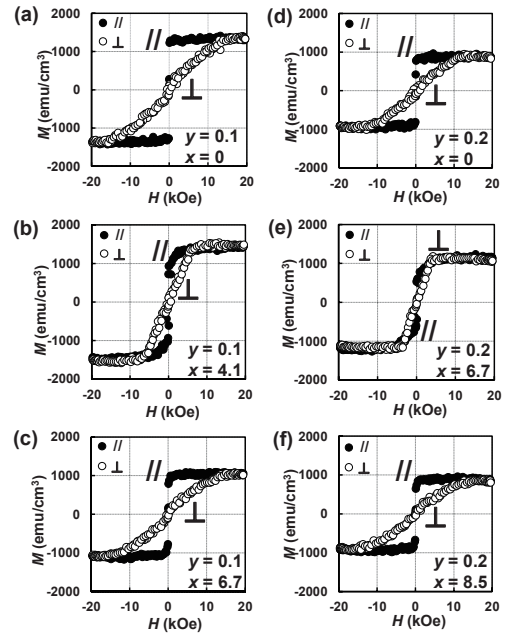 (a)
● //
○ ⊥
//
⊥
y = 0.1
x = 0
2000
1000
0
-1000
-2000
-20 -10 0 10 20
M (emu/cm³)
H (kOe)
(b)
● //
○ ⊥
//
⊥
y = 0.1
x = 4.1
2000
1000
0
-1000
-2000
-20 -10 0 10 20
M (emu/cm³)
H (kOe)
(c)
● //
○ ⊥
//
⊥
y = 0.1
x = 6.7
2000
1000
0
-1000
-2000
-20 -10 0 10 20
M (emu/cm³)
H (kOe)
(d)
● //
○ ⊥
//
⊥
y = 0.2
x = 0
2000
1000
0
-1000
-2000
-20 -10 0 10 20
M (emu/cm³)
H (kOe)
(e)
● //
○ ⊥
⊥
//
y = 0.2
x = 6.7
2000
1000
0
-1000
-2000
-20 -10 0 10 20
M (emu/cm³)
H (kOe)
(f)
● //
○ ⊥
//
⊥
y = 0.2
x = 8.5
2000
1000
0
-1000
-2000
-20 -10 0 10 20
M (emu/cm³)
H (kOe)